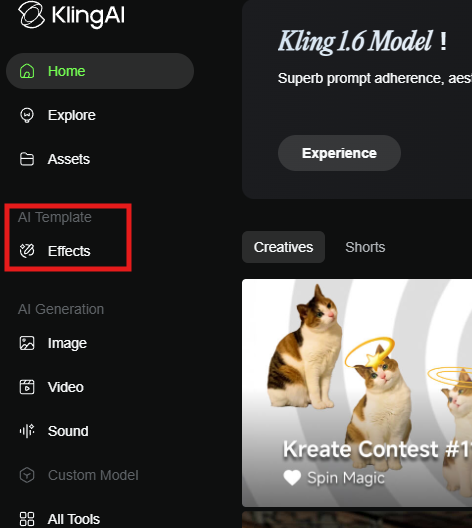 KlingAI
Home
Explore
Assets
AI Template
Effects
AI Generation
Image
Video
Sound
Custom Model
All Tools
Kling 1.6 Model !
Superb prompt adherence, aes
Experience
Creatives Shorts
Kreate Contest #1
Spin Magic